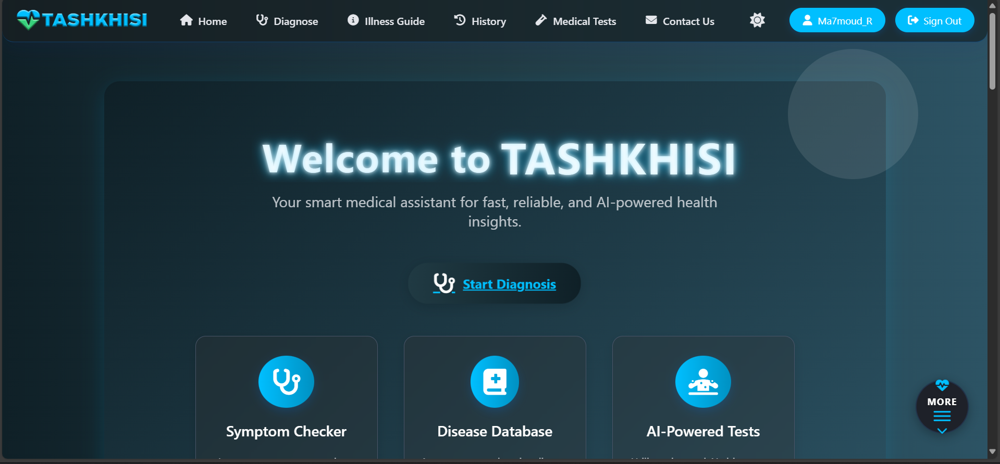 TASHKHISI
Home
Diagnose
Illness Guide
History
Medical Tests
Contact Us
Ma7moud_R
Sign Out
Welcome to TASHKHISI
Your smart medical assistant for fast, reliable, and AI-powered health
insights.
Start Diagnosis
Symptom Checker
Disease Database
AI-Powered Tests
MORE